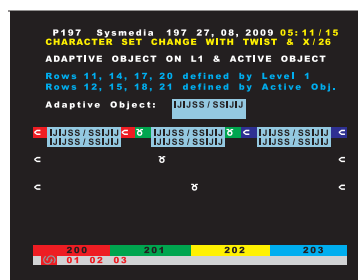 P197 Sysmedia 197 27, 08, 2009 05:11/15
CHARACTER SET CHANGE WITH TWIST & X/26
ADAPTIVE OBJECT ON L1 & ACTIVE OBJECT
Rows 11, 14, 17, 20 defined by Level 1
Rows 12, 15, 18, 21 defined by Active Obj.
Adaptive Object: IJIJSS/SSIJIJ
IJIJSS/SSIJIJ IJIJSS/SSIJIJ IJIJSS/SSIJIJ
IJIJSS/SSIJIJ IJIJSS/SSIJIJ IJIJSS/SSIJIJ
200 201 202 203
01 02 03